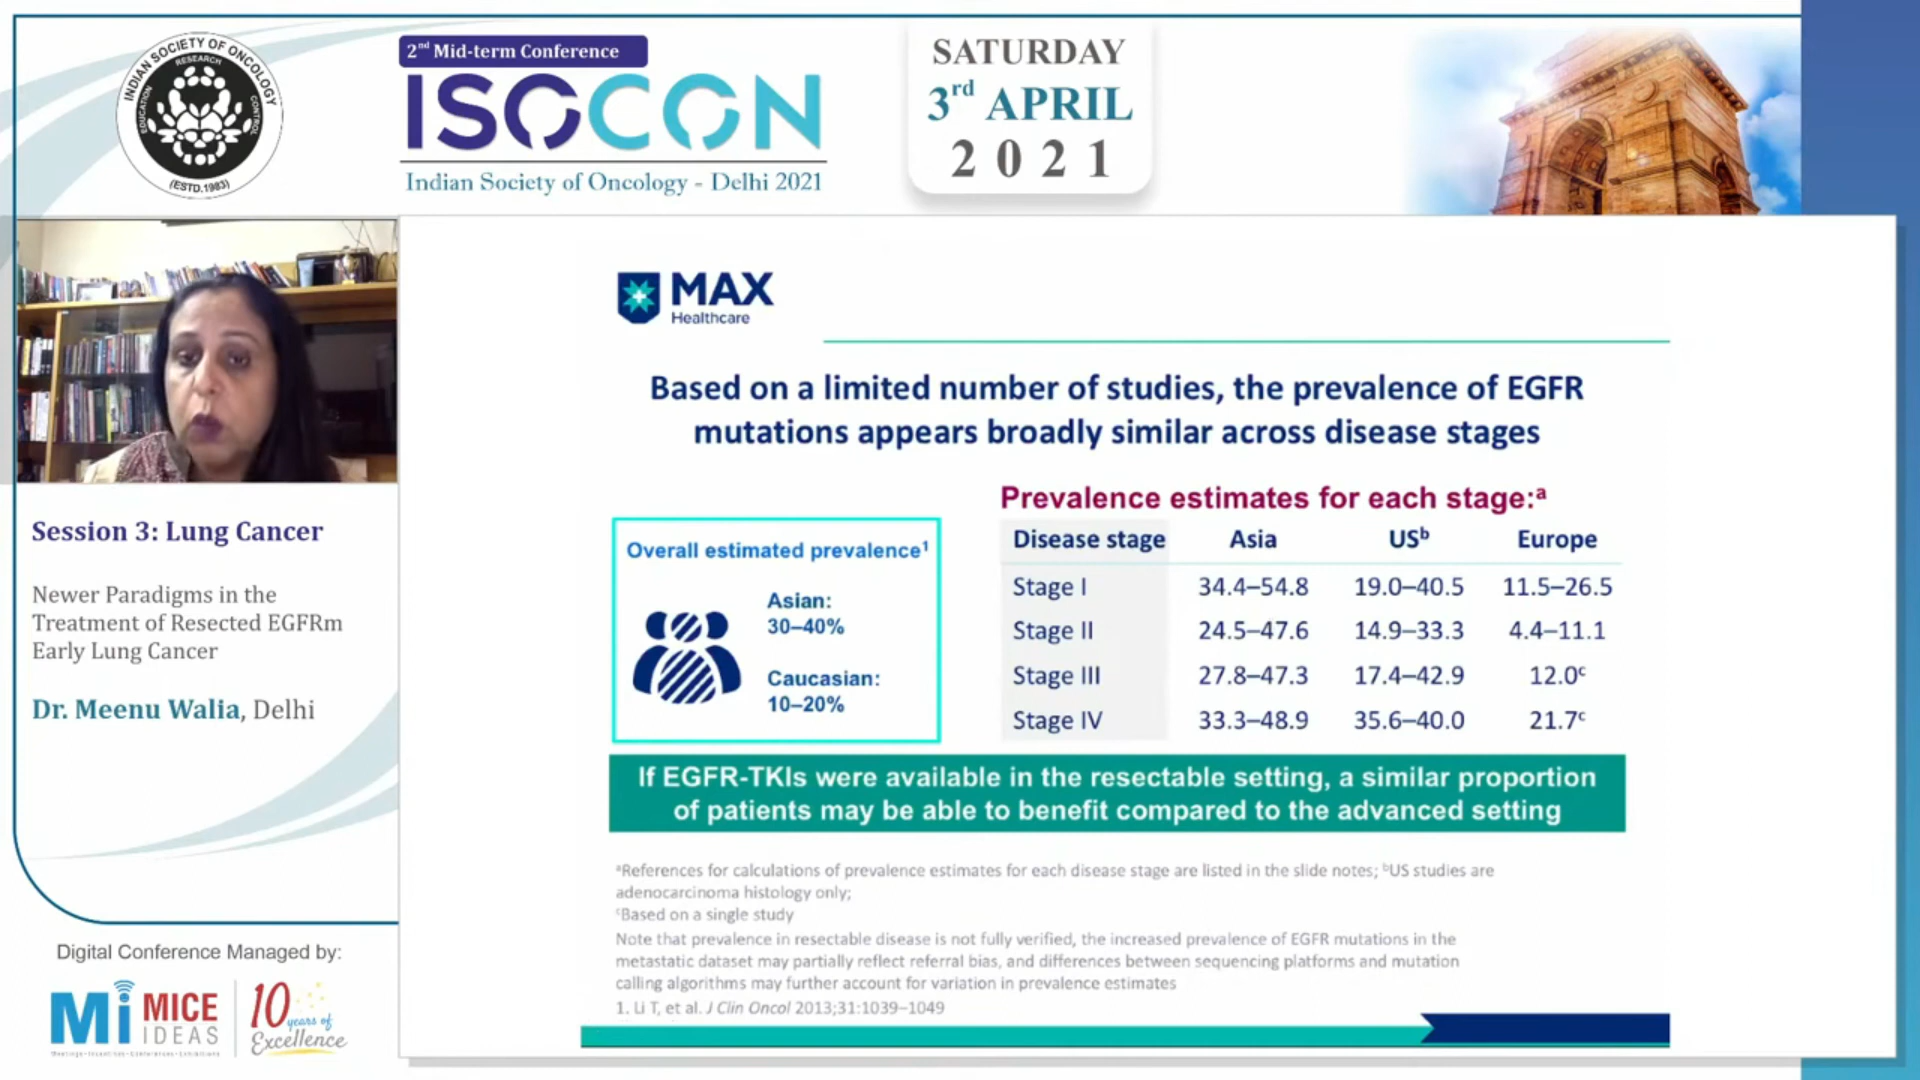 INDIAN SOCIETY OF ONCOLOGY
RESEARCH
EDUCATION
CONTROL
(ESTD.1983)
2nd Mid-term Conference
ISOCON
Indian Society of Oncology - Delhi 2021
SATURDAY
3rd APRIL
2021
Session 3: Lung Cancer
Newer Paradigms in the
Treatment of Resected EGFRm
Early Lung Cancer
Dr. Meenu Walia, Delhi
Digital Conference Managed by:
Mi MICE
IDEAS
10
years of
Excellence
MAX
Healthcare
Based on a limited number of studies, the prevalence of EGFR
mutations appears broadly similar across disease stages
Overall estimated prevalence¹
Asian:
30–40%
Caucasian:
10–20%
Prevalence estimates for each stage:ᵃ
Disease stage Asia USᵇ Europe
Stage I 34.4–54.8 19.0–40.5 11.5–26.5
Stage II 24.5–47.6 14.9–33.3 4.4–11.1
Stage III 27.8–47.3 17.4–42.9 12.0ᶜ
Stage IV 33.3–48.9 35.6–40.0 21.7ᶜ
If EGFR-TKIs were available in the resectable setting, a similar proportion
of patients may be able to benefit compared to the advanced setting
ᵃReferences for calculations of prevalence estimates for each disease stage are listed in the slide notes; ᵇUS studies are
adenocarcinoma histology only;
ᶜBased on a single study
Note that prevalence in resectable disease is not fully verified, the increased prevalence of EGFR mutations in the
metastatic dataset may partially reflect referral bias, and differences between sequencing platforms and mutation
calling algorithms may further account for variation in prevalence estimates
1. Li T, et al. J Clin Oncol 2013;31:1039–1049